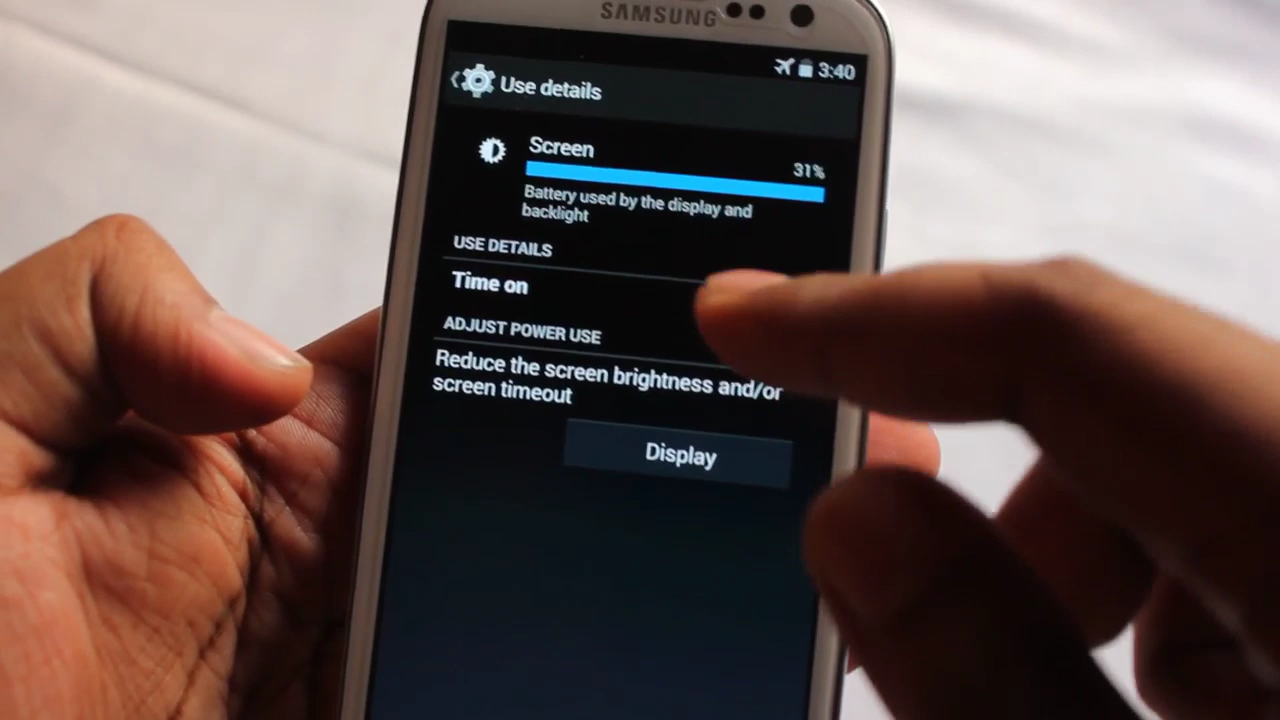 SAMSUNG
3:40
Use details
Screen
31%
Battery used by the display and
backlight
USE DETAILS
Time on
ADJUST POWER USE
Reduce the screen brightness and/or
screen timeout
Display